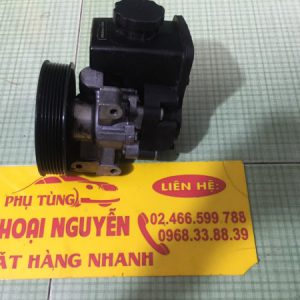 PHỤ TÙNG
HOẠI NGUYỄN
ẶT HÀNG NHANH
LIÊN HỆ:
02.466.599.788
0968.33.88.39